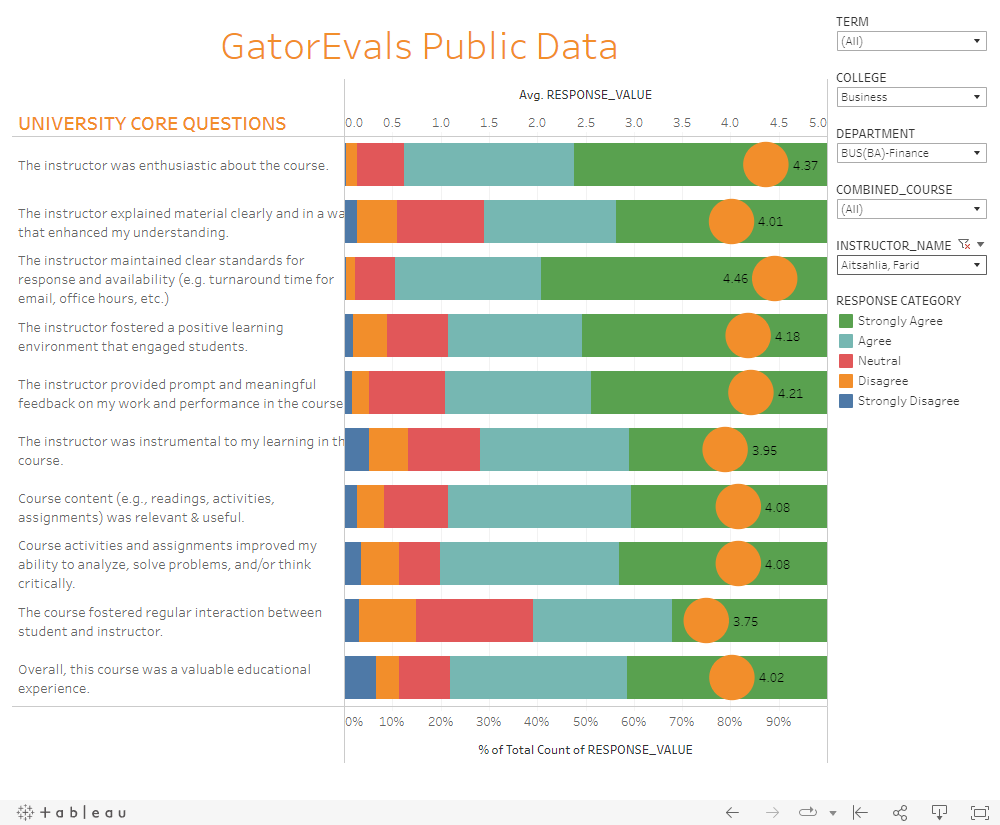 GatorEvals Public Data
TERM
(All)
COLLEGE
Business
DEPARTMENT
BUS(BA)-Finance
COMBINED_COURSE
(All)
INSTRUCTOR_NAME
Aitsahlia, Farid
RESPONSE CATEGORY
Strongly Agree
Agree
Neutral
Disagree
Strongly Disagree
Avg. RESPONSE_VALUE
UNIVERSITY CORE QUESTIONS
0.0 0.5 1.0 1.5 2.0 2.5 3.0 3.5 4.0 4.5 5.0
The instructor was enthusiastic about the course.
4.37
The instructor explained material clearly and in a wa
that enhanced my understanding.
4.01
The instructor maintained clear standards for
response and availability (e.g. turnaround time for
email, office hours, etc.)
4.46
The instructor fostered a positive learning
environment that engaged students.
4.18
The instructor provided prompt and meaningful
feedback on my work and performance in the course
4.21
The instructor was instrumental to my learning in th
course.
3.95
Course content (e.g., readings, activities,
assignments) was relevant & useful.
4.08
Course activities and assignments improved my
ability to analyze, solve problems, and/or think
critically.
4.08
The course fostered regular interaction between
student and instructor.
3.75
Overall, this course was a valuable educational
experience.
4.02
0% 10% 20% 30% 40% 50% 60% 70% 80% 90%
% of Total Count of RESPONSE_VALUE
+ableau